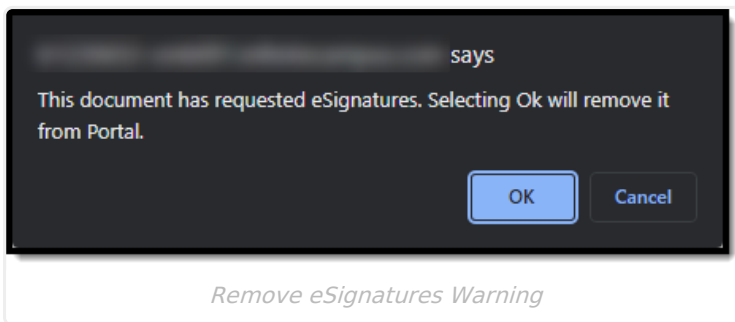 says
This document has requested eSignatures. Selecting Ok will remove it
from Portal.
OK
Cancel
Remove eSignatures Warning